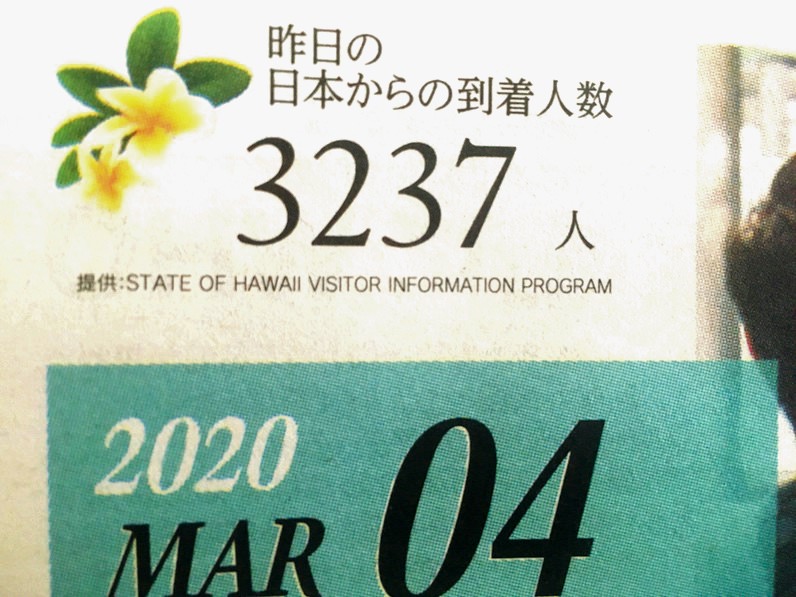 昨日の
日本からの到着人数
3237人
提供:STATE OF HAWAII VISITOR INFORMATION PROGRAM
2020
MAR 04